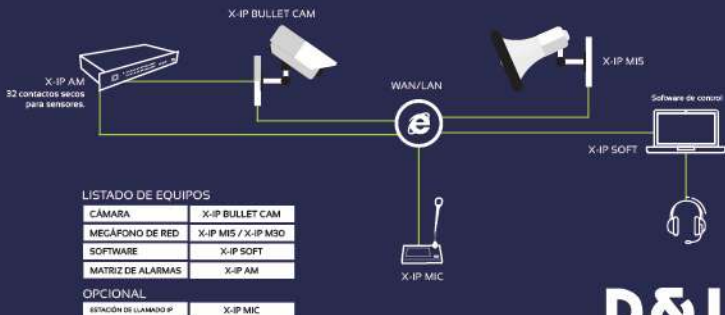 X-IP BULLET CAM
X-IP AM
32 contactos secos
para sensores.
WAN/LAN
X-IP M15
Software de control
X-IP SOFT
X-IP MIC
LISTADO DE EQUIPOS
CÁMARA X-IP BULLET CAM
MEGÁFONO DE RED X-IP M15 / X-IP M30
SOFTWARE X-IP SOFT
MATRIZ DE ALARMAS X-IP AM
OPCIONAL
ESTACIÓN DE LLAMADO IP X-IP MIC